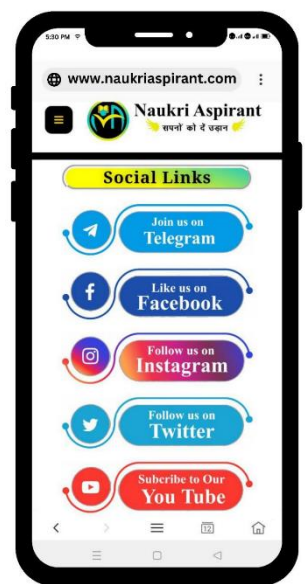 5:30 PM
www.naukriaspirant.com
Naukri Aspirant
सपनों को दें उड़ान
Social Links
Join us on
Telegram
Like us on
Facebook
Follow us on
Instagram
Follow us on
Twitter
Subcribe to Our
You Tube
12